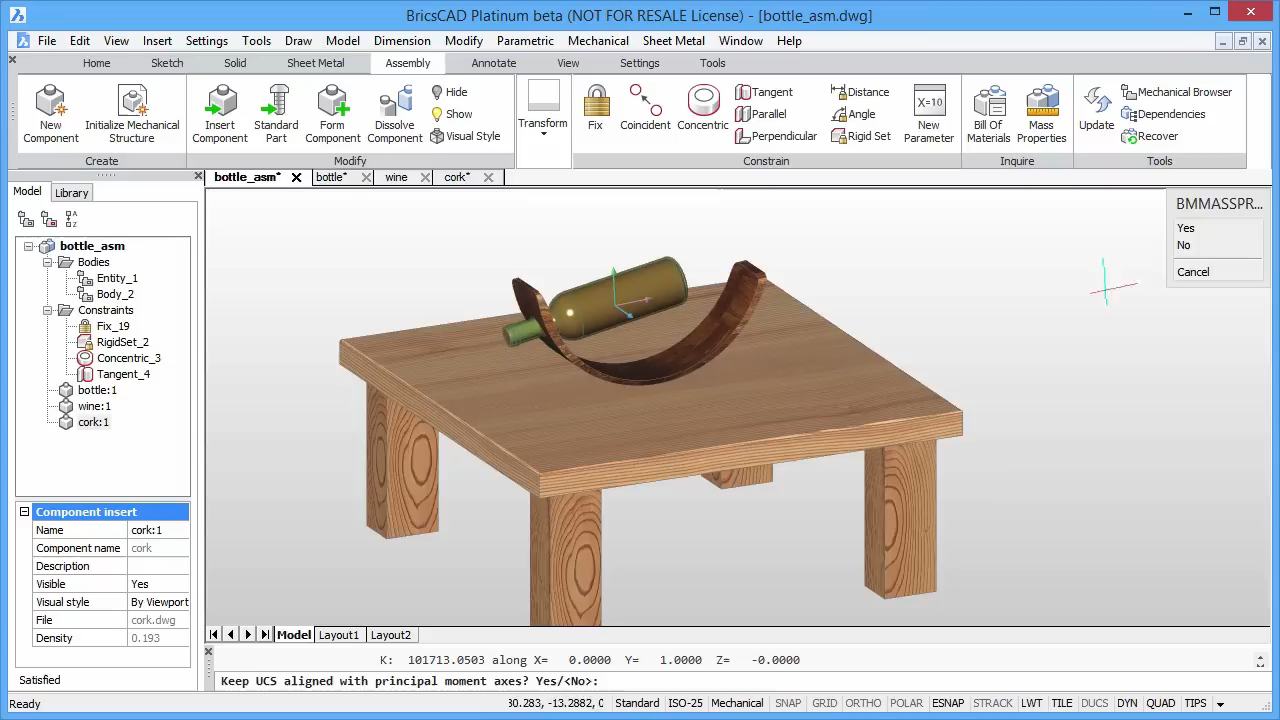 BricsCAD Platinum beta (NOT FOR RESALE License) - [bottle_asm.dwg]
File Edit View Insert Settings Tools Draw Model Dimension Modify Parametric Mechanical Sheet Metal Window Help
Home Sketch Solid Sheet Metal Assembly Annotate View Settings Tools
New Component
Initialize Mechanical Structure
Create
Insert Component
Standard Part
Form Component
Dissolve Component
Hide
Show
Visual Style
Modify
Transform
Fix
Coincident
Concentric
Tangent
Parallel
Perpendicular
Distance
Angle
Rigid Set
X=10
New Parameter
Constrain
Bill Of Materials
Mass Properties
Inquire
Update
Mechanical Browser
Dependencies
Recover
Tools
bottle_asm* bottle* wine cork*
Model Library
bottle_asm
Bodies
Entity_1
Body_2
Constraints
Fix_19
RigidSet_2
Concentric_3
Tangent_4
bottle:1
wine:1
cork:1
Component insert
Name cork:1
Component name cork
Description
Visible Yes
Visual style By Viewport
File cork.dwg
Density 0.193
Satisfied
BMMASSPR...
Yes
No
Cancel
Model Layout1 Layout2
K: 101713.0503 along X= 0.0000 Y= 1.0000 Z= -0.0000
Keep UCS aligned with principal moment axes? Yes/<No>:
Ready 30.283, -13.2882, 0 Standard ISO-25 Mechanical SNAP GRID ORTHO POLAR ESNAP STRACK LWT TILE DUCS DYN QUAD TIPS